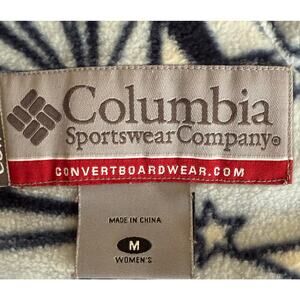 Columbia
Sportswear Company®
CONVERTBOARDWEAR.COM
MADE IN CHINA
M
WOMEN'S